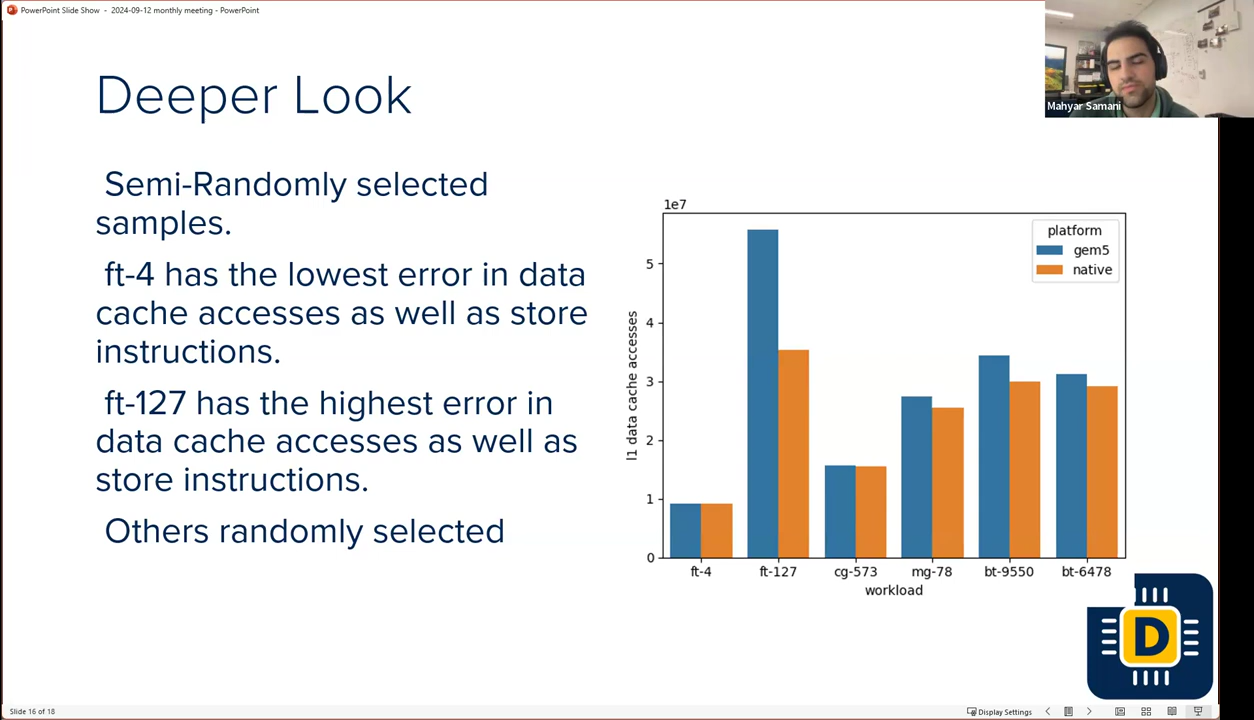 PowerPoint Slide Show - 2024-09-12 monthly meeting - PowerPoint
Mahyar Samani
Deeper Look
Semi-Randomly selected
samples.
ft-4 has the lowest error in data
cache accesses as well as store
instructions.
ft-127 has the highest error in
data cache accesses as well as
store instructions.
Others randomly selected
1e7
platform
gem5
native
5
4
3
2
1
0
l1 data cache accesses
ft-4 ft-127 cg-573 mg-78 bt-9550 bt-6478
workload
D
Slide 16 of 18
Display Settings